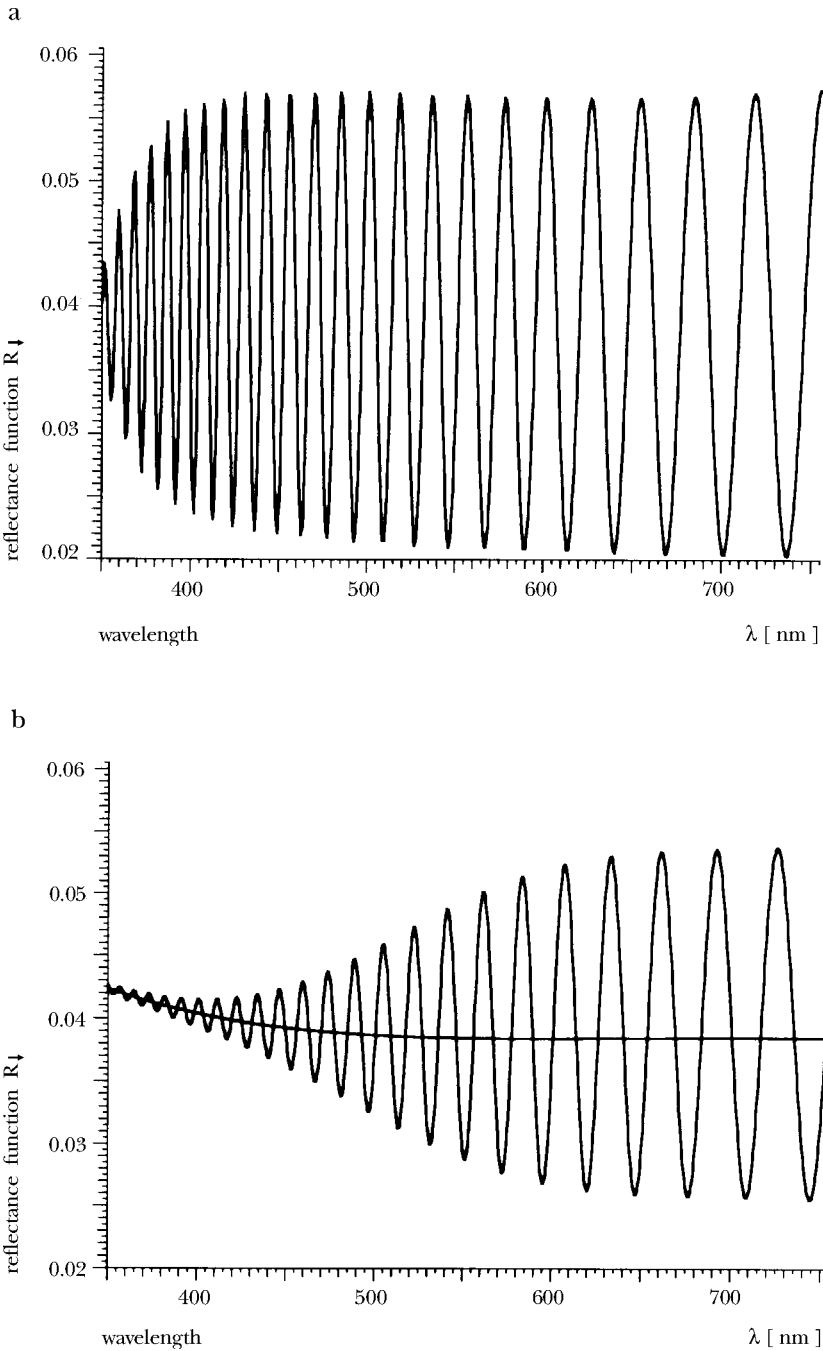 a
0.06
0.05
0.04
0.03
0.02
reflectance function R↓
400 500 600 700
wavelength λ [ nm ]
b
0.06
0.05
0.04
0.03
0.02
reflectance function R↓
400 500 600 700
wavelength λ [ nm ]